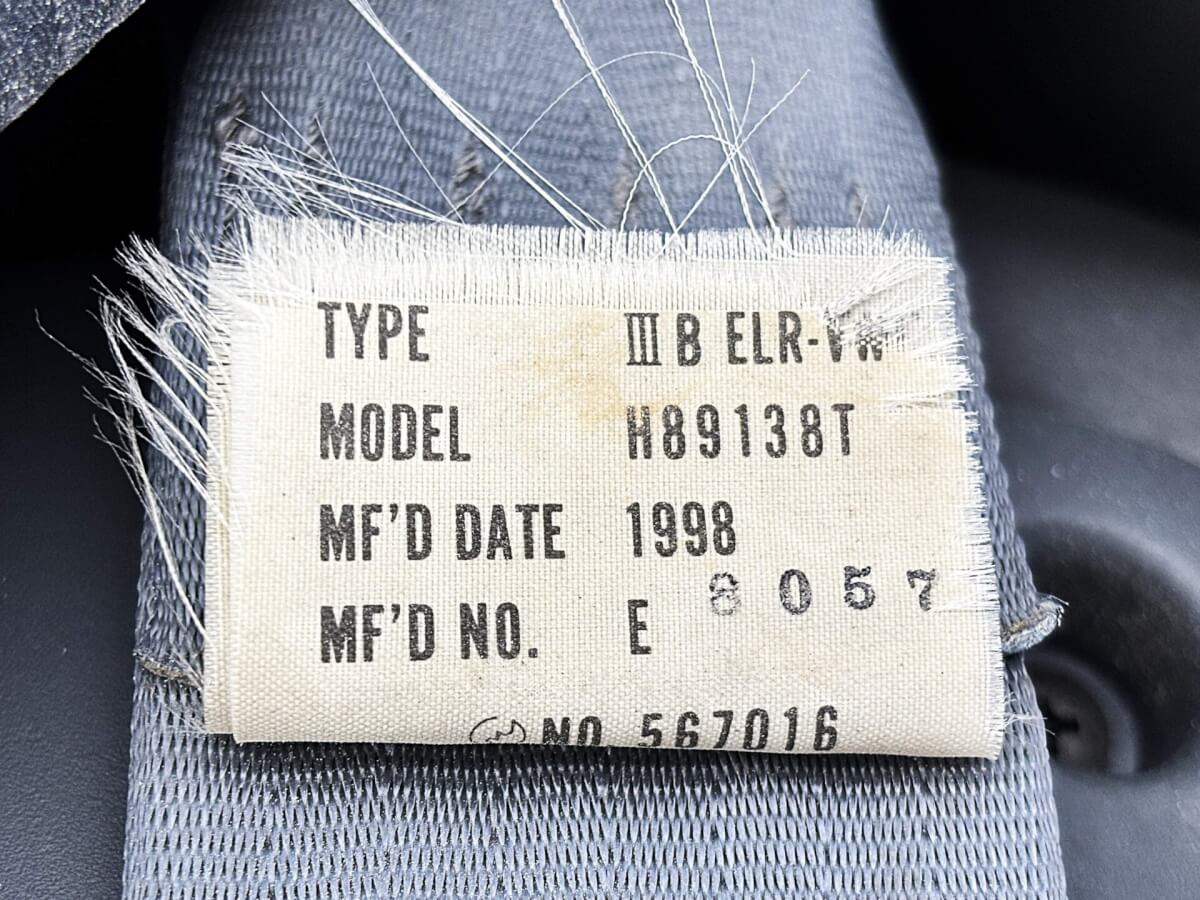 TYPE Ⅲ B ELR-VW
MODEL H89138T
MF'D DATE 1998
8057
MF'D NO. E
NO. 567016